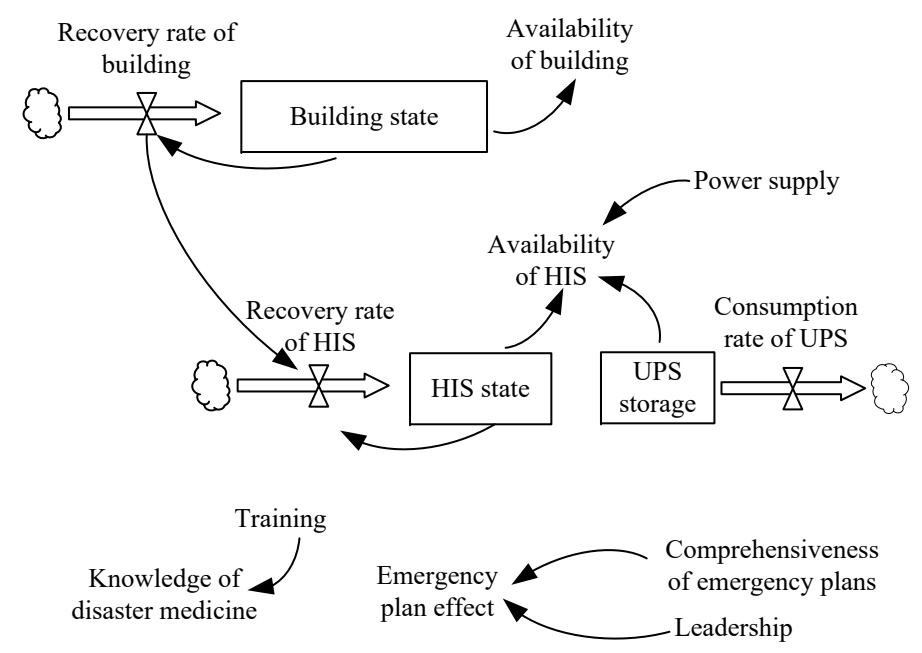 Recovery rate of
building
Availability
of building
Building state
Power supply
Availability
of HIS
Recovery rate
of HIS
Consumption
rate of UPS
HIS state
UPS
storage
Training
Knowledge of
disaster medicine
Emergency
plan effect
Comprehensiveness
of emergency plans
Leadership